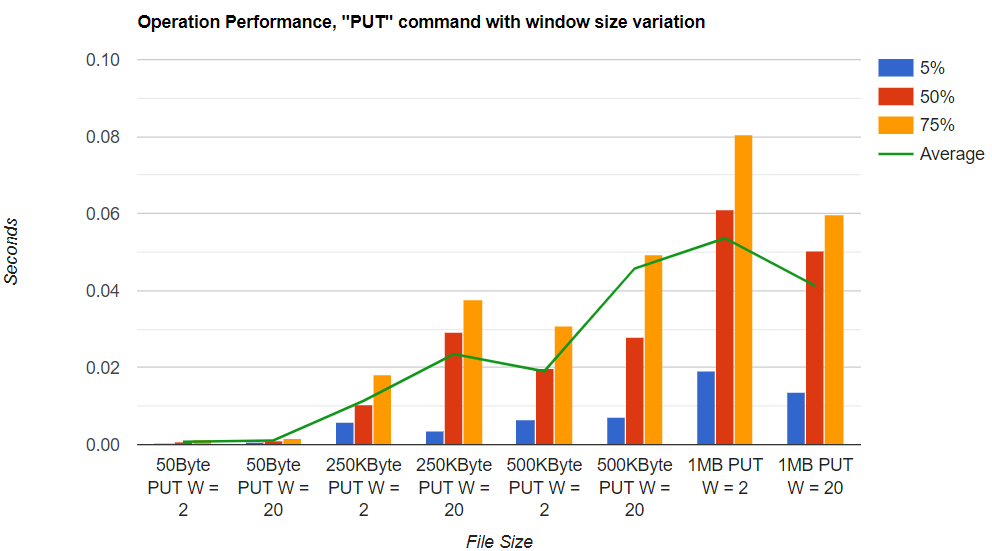 Operation Performance, "PUT" command with window size variation
0.10
0.08
0.06
0.04
0.02
0.00
Seconds
5%
50%
75%
Average
50Byte
PUT W =
2
50Byte
PUT W =
20
250KByte
PUT W =
2
250KByte
PUT W =
20
500KByte
PUT W =
2
500KByte
PUT W =
20
1MB PUT
W = 2
1MB PUT
W = 20
File Size